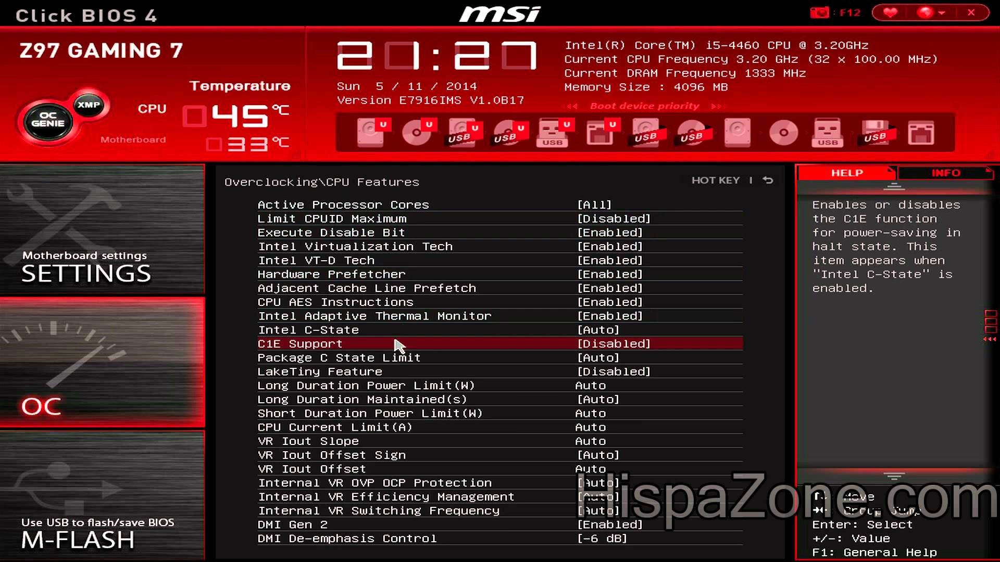 Click BIOS 4
msi
: F12
X
Z97 GAMING 7
OC GENIE
XMP
Temperature
CPU 45°C
Motherboard 33°C
21:27
Sun 5 / 11 / 2014
Version E7916IMS V1.0B17
Intel(R) Core(TM) i5-4460 CPU @ 3.20GHz
Current CPU Frequency 3.20 GHz (32 x 100.00 MHz)
Current DRAM Frequency 1333 MHz
Memory Size : 4096 MB
Boot device priority
U U USB U USB U USB U U USB USB USB USB
Motherboard settings
SETTINGS
OC
Use USB to flash/save BIOS
M-FLASH
Overclocking\CPU Features
HOT KEY |
Active Processor Cores [All]
Limit CPUID Maximum [Disabled]
Execute Disable Bit [Enabled]
Intel Virtualization Tech [Enabled]
Intel VT-D Tech [Enabled]
Hardware Prefetcher [Enabled]
Adjacent Cache Line Prefetch [Enabled]
CPU AES Instructions [Enabled]
Intel Adaptive Thermal Monitor [Enabled]
Intel C-State [Auto]
C1E Support [Disabled]
Package C State Limit [Auto]
LakeTiny Feature [Disabled]
Long Duration Power Limit(W) Auto
Long Duration Maintained(s) [Auto]
Short Duration Power Limit(W) Auto
CPU Current Limit(A) Auto
VR Iout Slope Auto
VR Iout Offset Sign [Auto]
VR Iout Offset Auto
Internal VR OVP OCP Protection [Auto]
Internal VR Efficiency Management [Auto]
Internal VR Switching Frequency [Auto]
DMI Gen 2 [Enabled]
DMI De-emphasis Control [-6 dB]
HELP
INFO
Enables or disables
the C1E function
for power-saving in
halt state. This
item appears when
"Intel C-State" is
enabled.
↑↓: Move
→←: Group Jump
Enter: Select
+/-: Value
F1: General Help
HispaZone.com